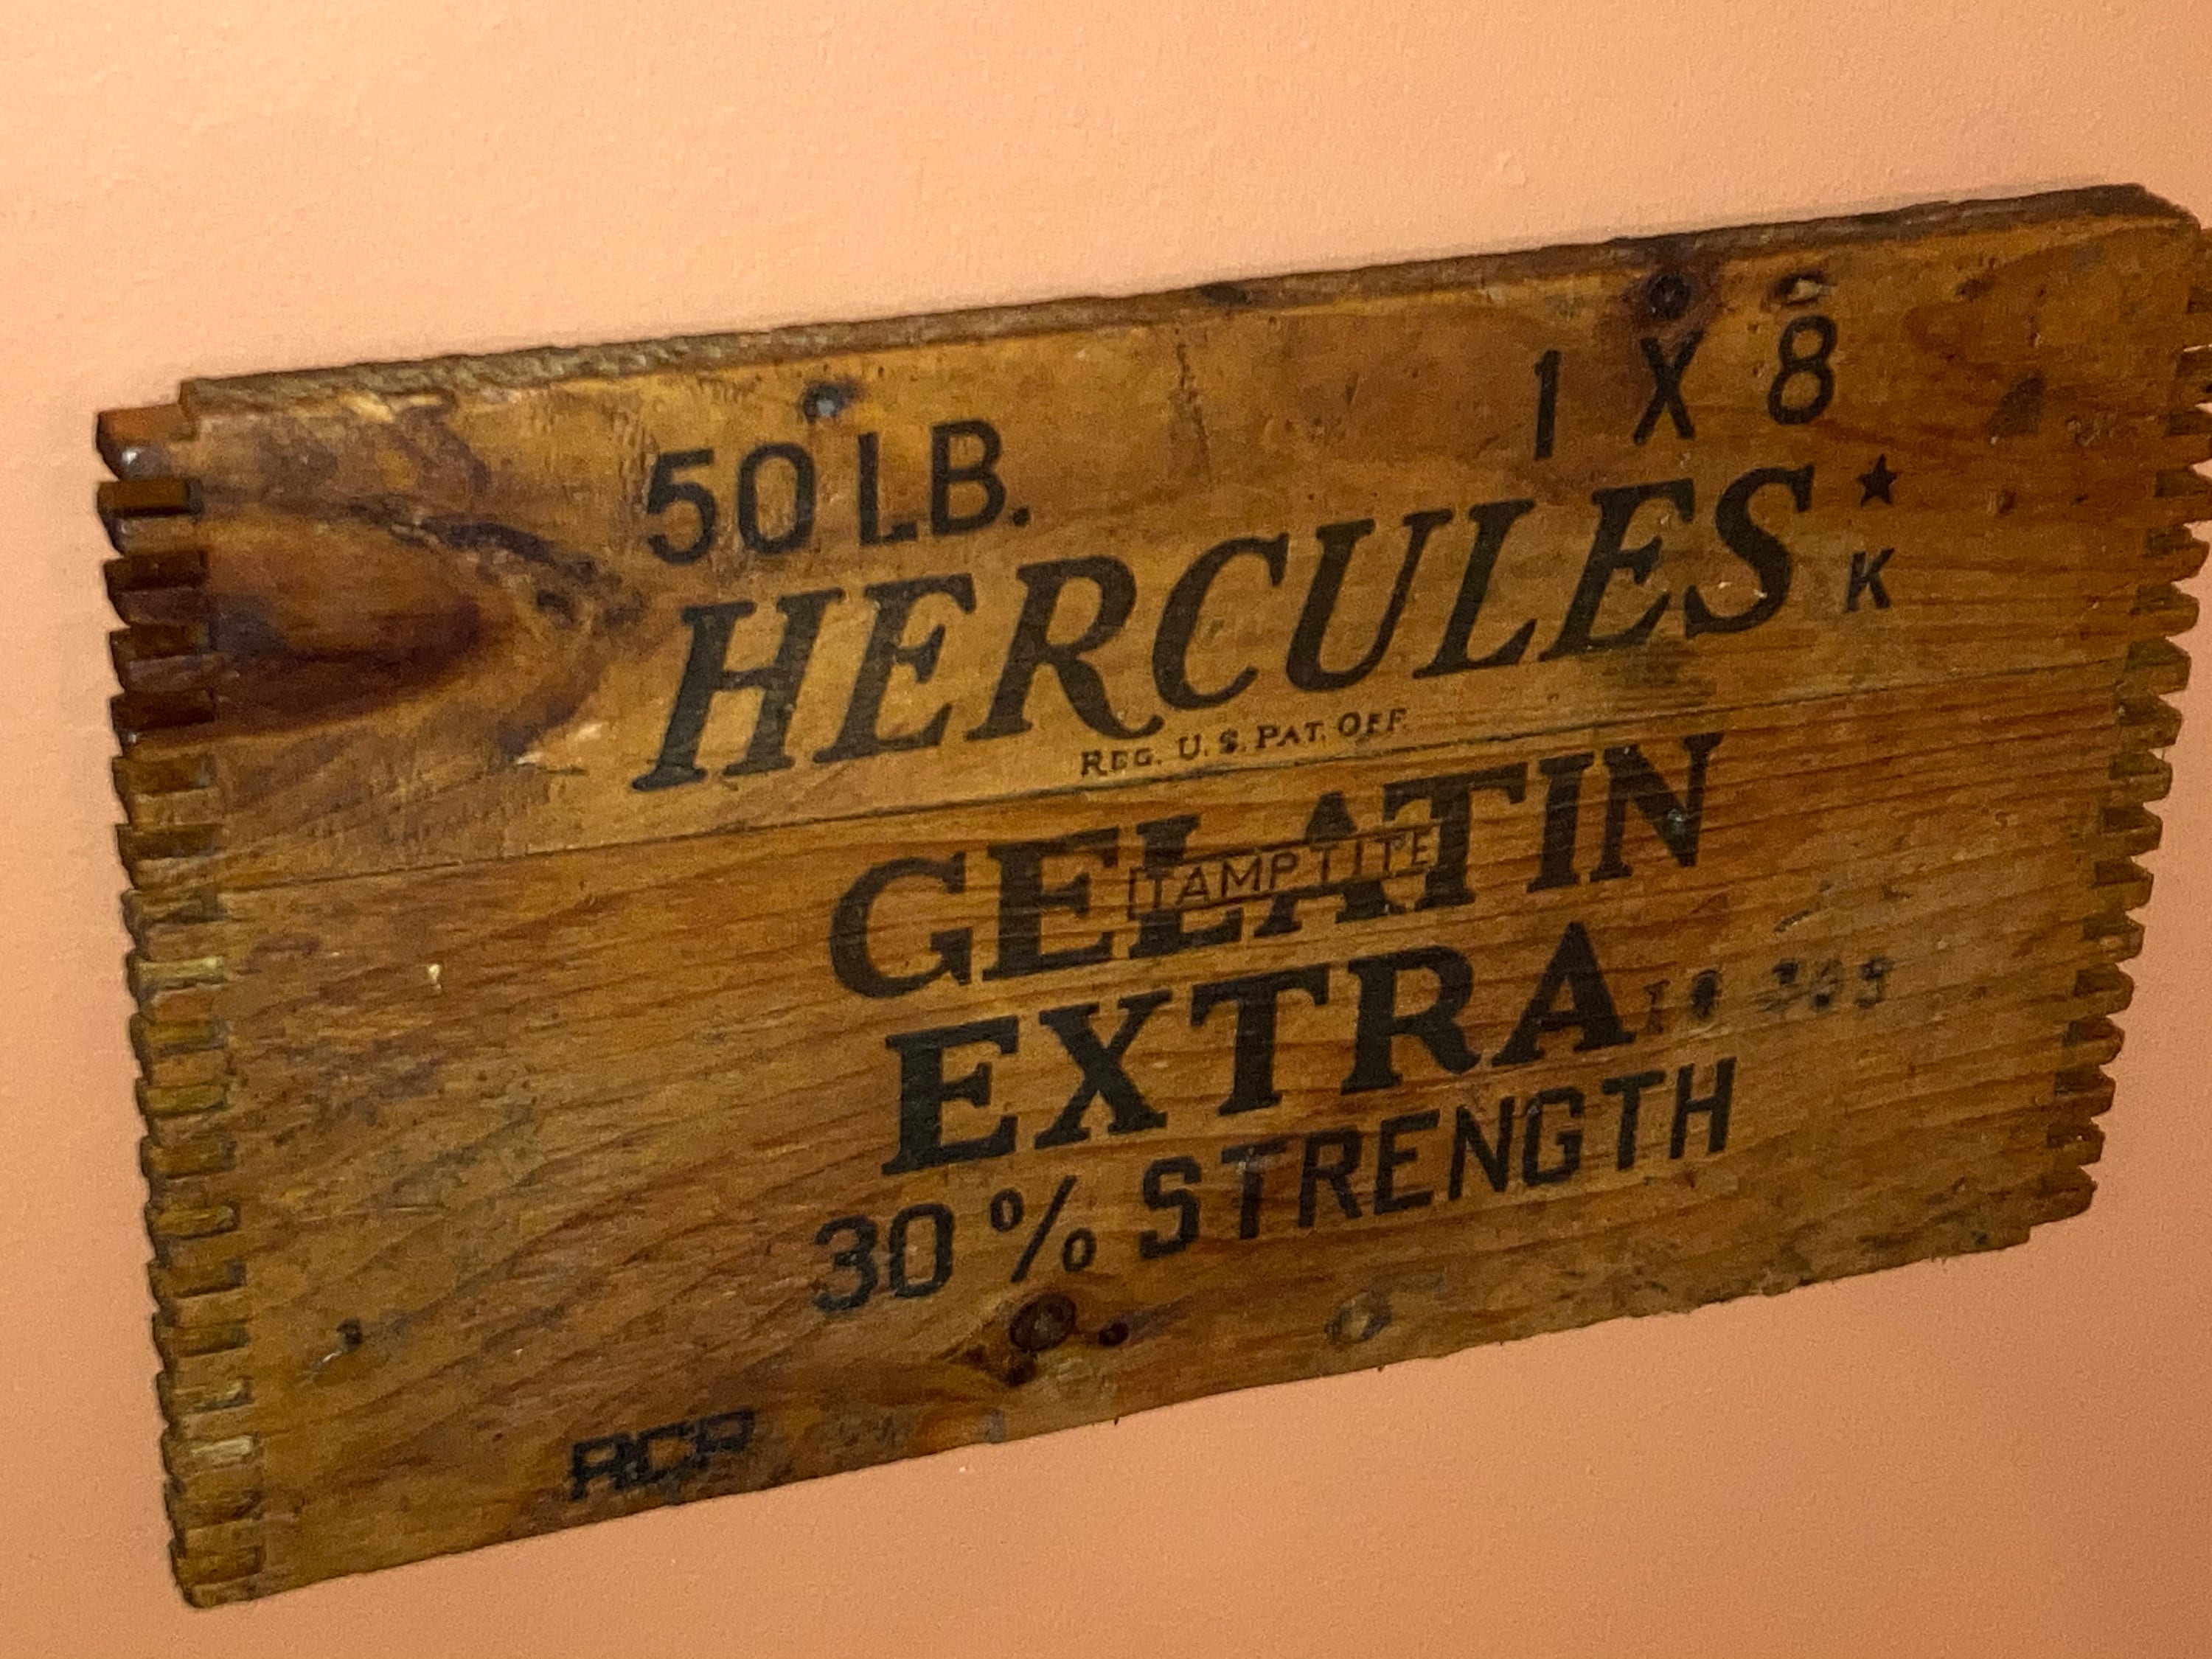 50 LB. 1 X 8
HERCULES ★
K
REG. U.S. PAT. OFF.
GELATIN
TAMPTITE
EXTRA
30% STRENGTH